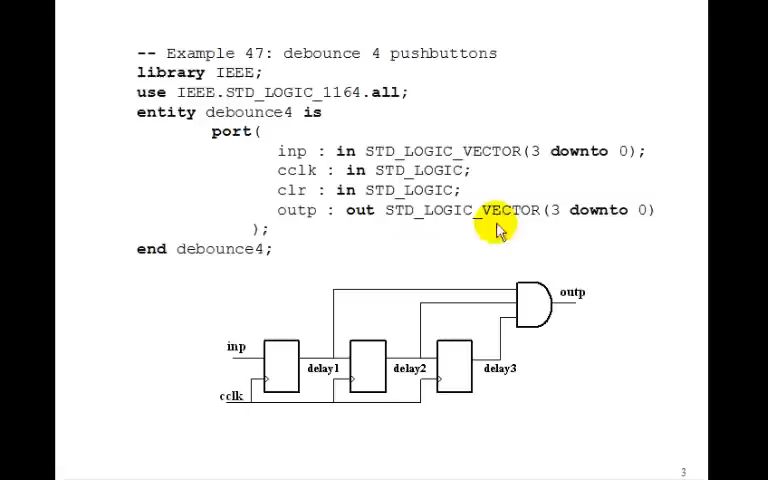 -- Example 47: debounce 4 pushbuttons
library IEEE;
use IEEE.STD_LOGIC_1164.all;
entity debounce4 is
port(
inp : in STD_LOGIC_VECTOR(3 downto 0);
cclk : in STD_LOGIC;
clr : in STD_LOGIC;
outp : out STD_LOGIC_VECTOR(3 downto 0)
);
end debounce4;
outp
inp
delay1 delay2 delay3
cclk
3